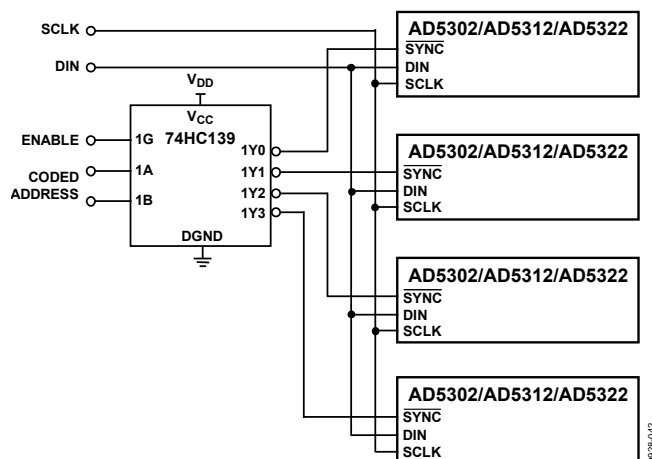 SCLK
DIN
VDD
VCC
74HC139
ENABLE
1G
CODED
ADDRESS
1A
1B
1Y0
1Y1
1Y2
1Y3
DGND
AD5302/AD5312/AD5322
SYNC
DIN
SCLK
AD5302/AD5312/AD5322
SYNC
DIN
SCLK
AD5302/AD5312/AD5322
SYNC
DIN
SCLK
AD5302/AD5312/AD5322
SYNC
DIN
SCLK